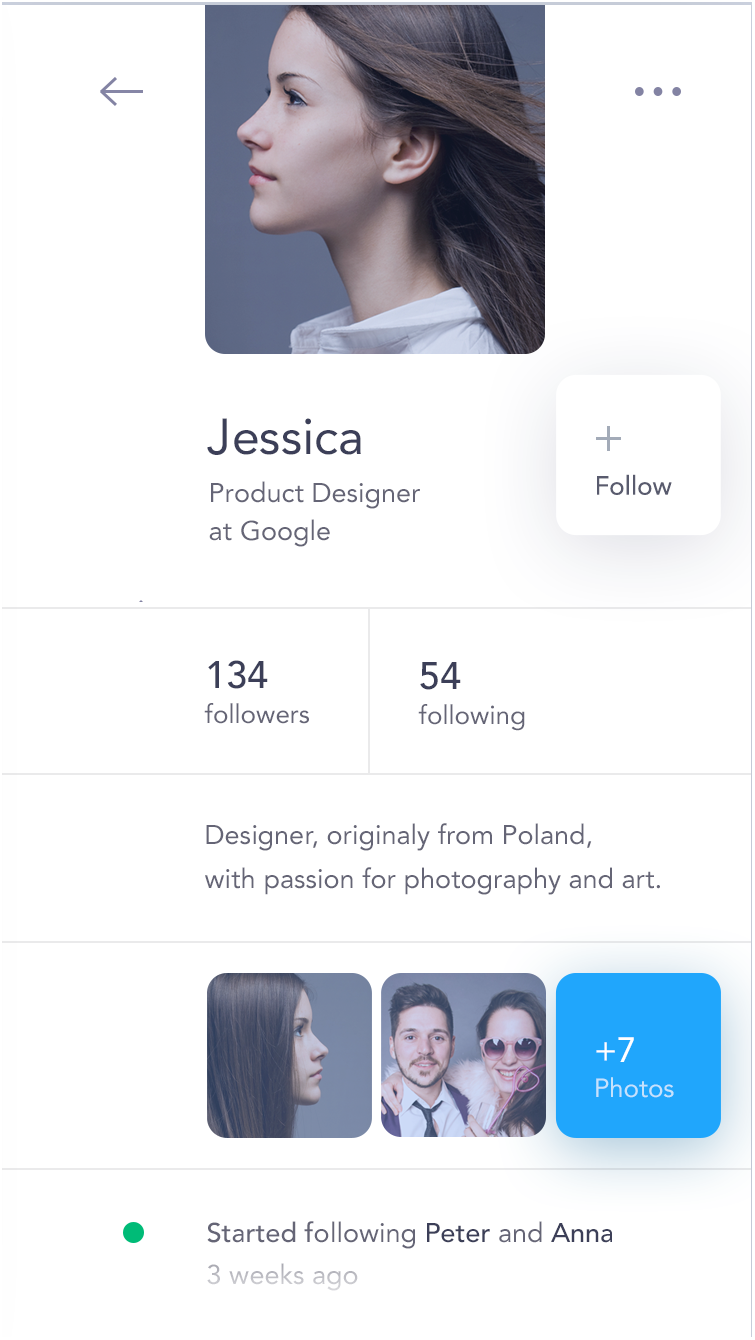 Jessica
Product Designer
at Google
+
Follow
134
followers
54
following
Designer, originaly from Poland,
with passion for photography and art.
+7
Photos
Started following Peter and Anna
3 weeks ago